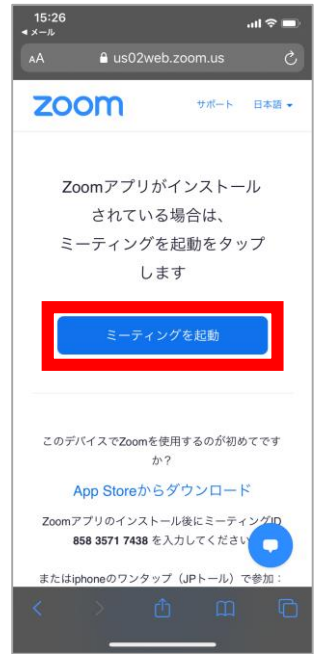 15:26
◀ メール
AA us02web.zoom.us
zoom サポート 日本語
Zoomアプリがインストール
されている場合は、
ミーティングを起動をタップ
します
ミーティングを起動
このデバイスでZoomを使用するのが初めてです
か？
App Storeからダウンロード
Zoomアプリのインストール後にミーティングID
858 3571 7438 を入力してください
またはiphoneのワンタップ（JPトール）で参加：